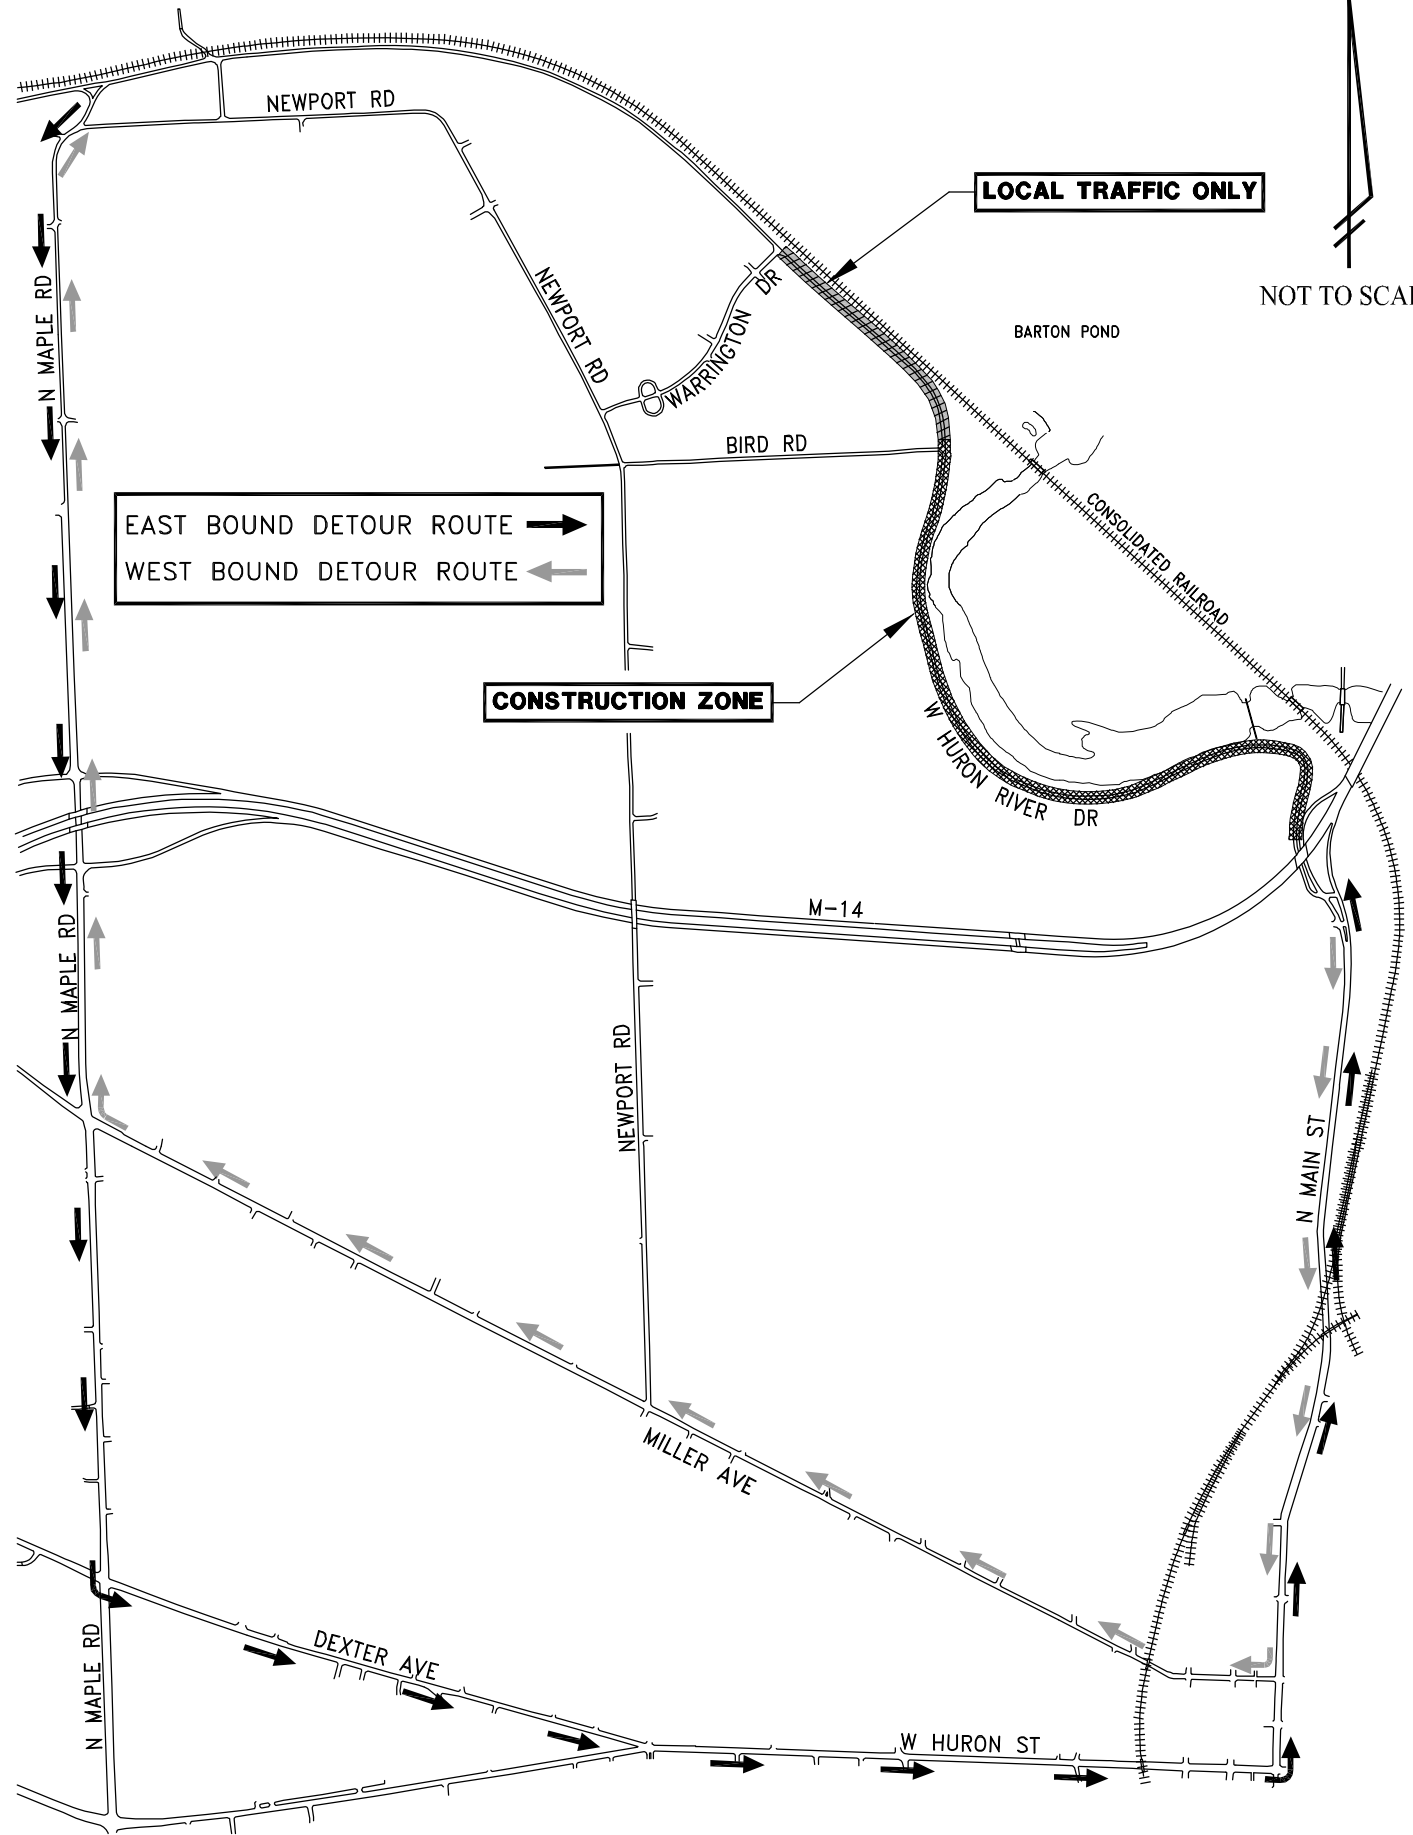 NEWPORT RD
LOCAL TRAFFIC ONLY
NOT TO SCAL
N MAPLE RD
NEWPORT RD
WARRINGTON DR
BARTON POND
BIRD RD
EAST BOUND DETOUR ROUTE
WEST BOUND DETOUR ROUTE
CONSOLIDATED RAILROAD
CONSTRUCTION ZONE
W HURON RIVER DR
M-14
N MAPLE RD
NEWPORT RD
N MAIN ST
MILLER AVE
N MAPLE RD
DEXTER AVE
W HURON ST